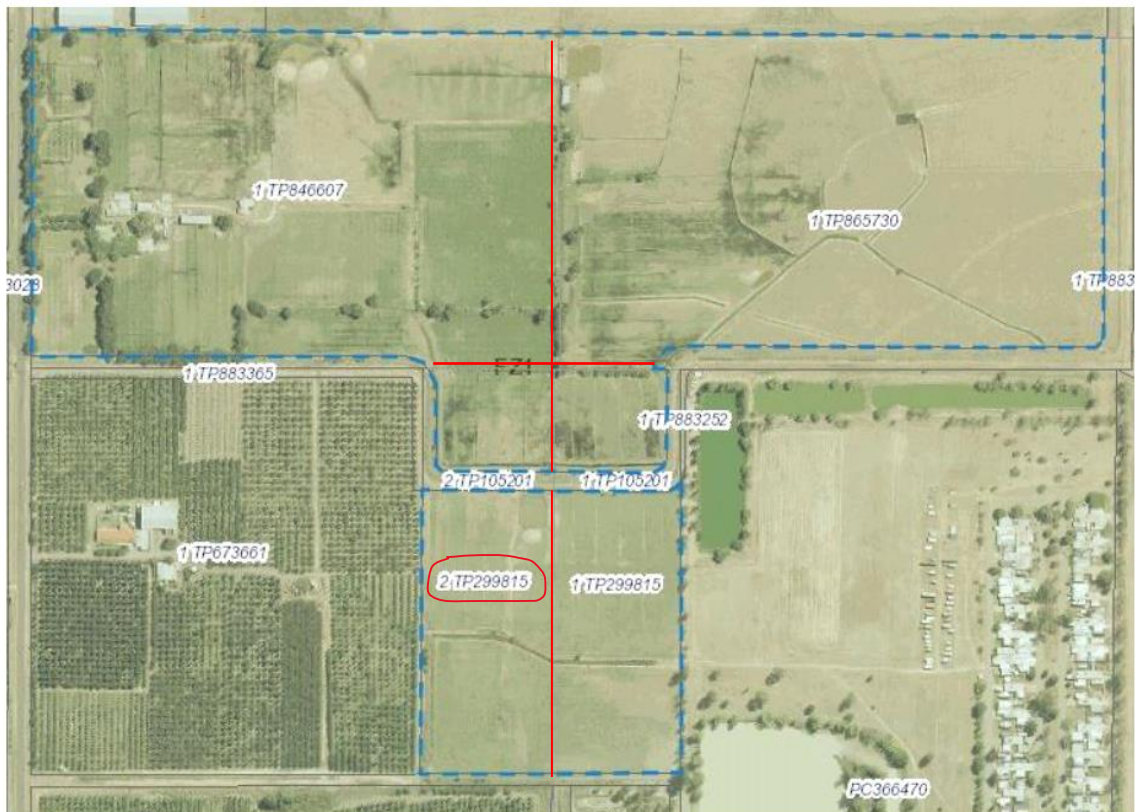 1 TP846607
1 TP865730
3028
1 TP883
FZ1
1 TP883365
1 TP883252
2 TP105201
1 TP105201
1 TP673661
2 TP299815
1 TP299815
PC366470